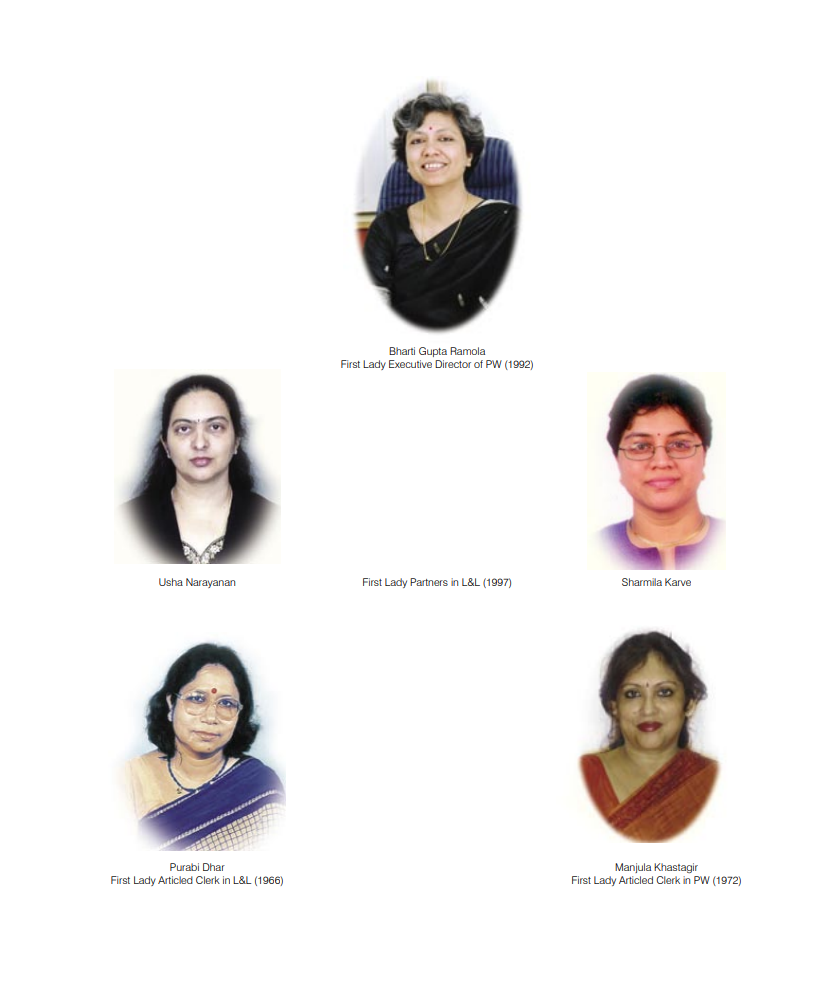 Bharti Gupta Ramola
First Lady Executive Director of PW (1992)
Usha Narayanan
First Lady Partners in L&L (1997)
Sharmila Karve
Purabi Dhar
First Lady Articled Clerk in L&L (1966)
Manjula Khastagir
First Lady Articled Clerk in PW (1972)